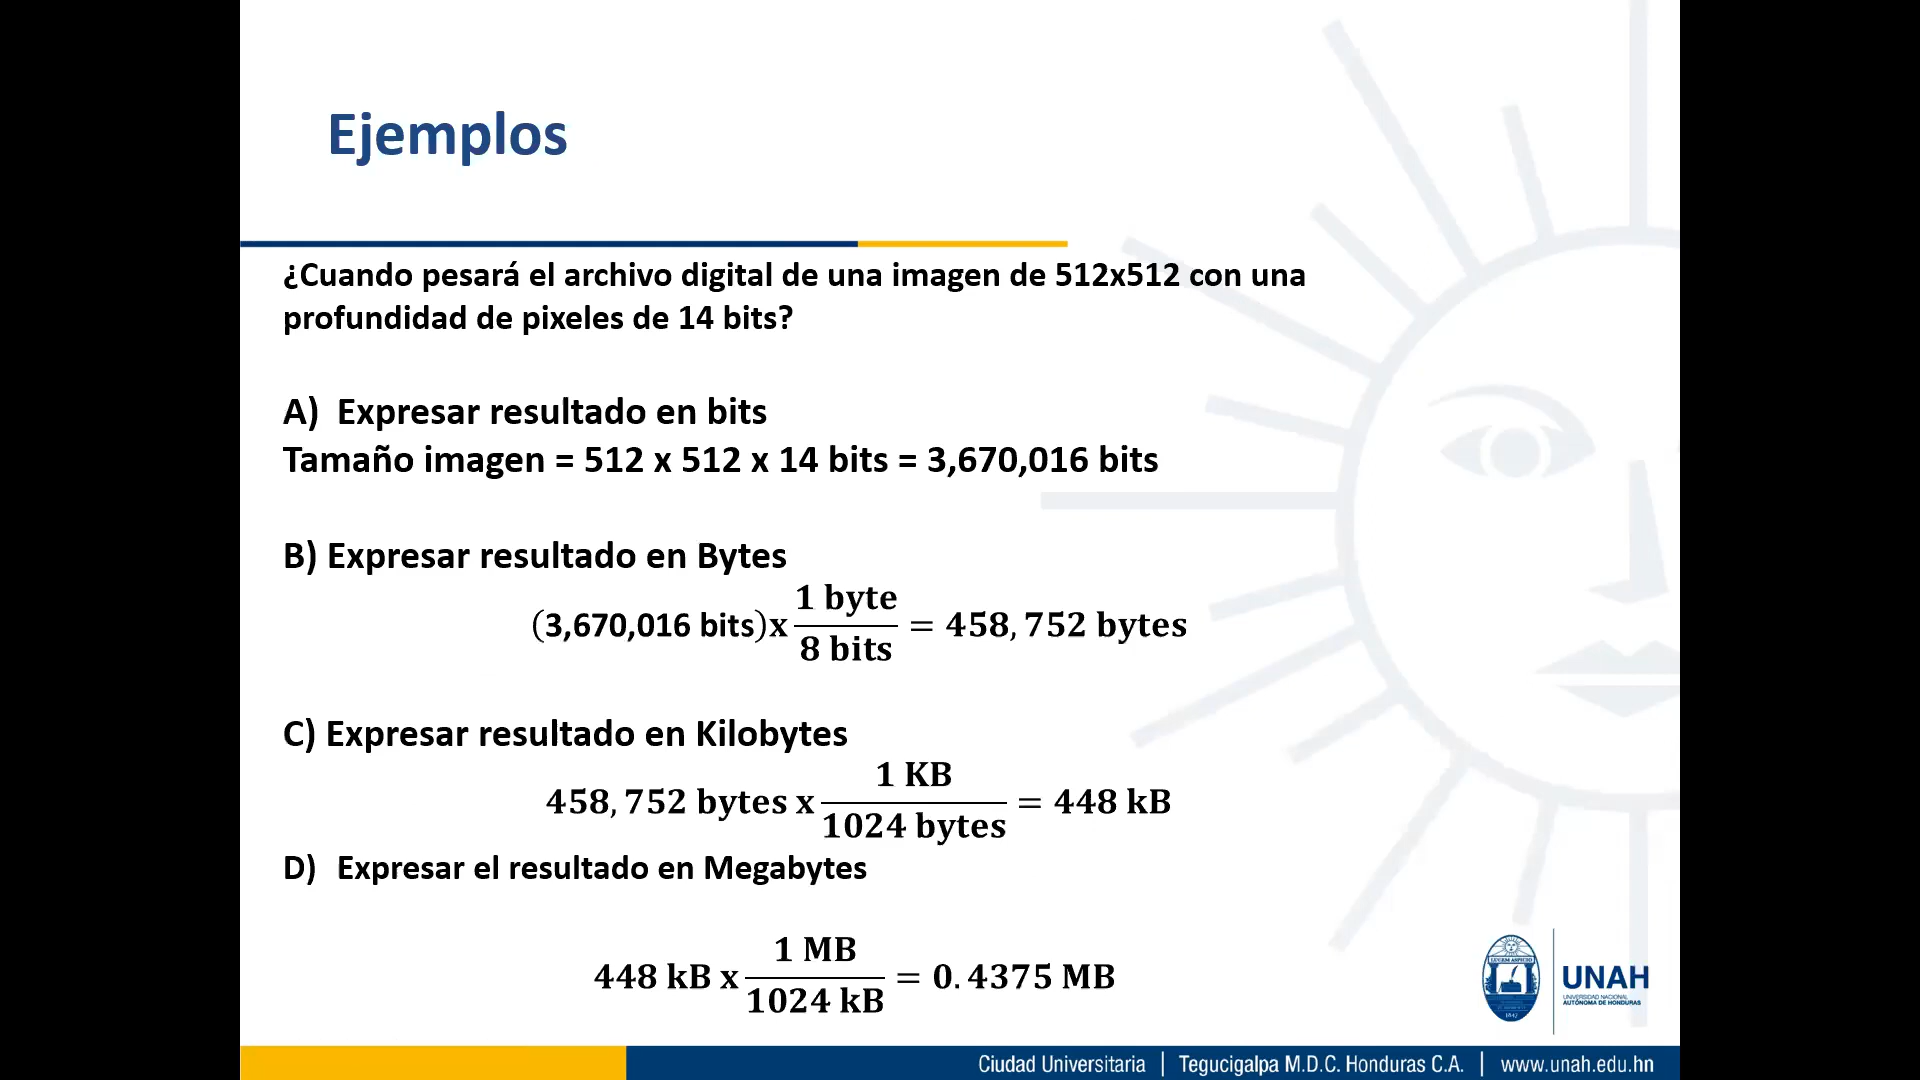 Ejemplos
¿Cuando pesará el archivo digital de una imagen de 512x512 con una
profundidad de pixeles de 14 bits?
A) Expresar resultado en bits
Tamaño imagen = 512 x 512 x 14 bits = 3,670,016 bits
B) Expresar resultado en Bytes
(3,670,016 bits)x 1 byte / 8 bits = 458,752 bytes
C) Expresar resultado en Kilobytes
458,752 bytes x 1 KB / 1024 bytes = 448 kB
D) Expresar el resultado en Megabytes
448 kB x 1 MB / 1024 kB = 0.4375 MB
UNAH
UNIVERSIDAD NACIONAL
AUTÓNOMA DE HONDURAS
Ciudad Universitaria | Tegucigalpa M.D.C. Honduras C.A. | www.unah.edu.hn